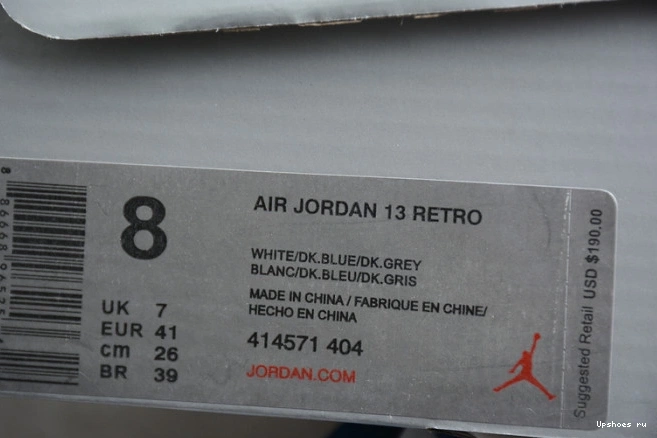 8
AIR JORDAN 13 RETRO
WHITE/DK.BLUE/DK.GREY
BLANC/DK.BLEU/DK.GRIS
MADE IN CHINA / FABRIQUE EN CHINE/
HECHO EN CHINA
414571 404
JORDAN.COM
UK 7
EUR 41
cm 26
BR 39
Suggested Retail USD $190.00
Upshoes ru